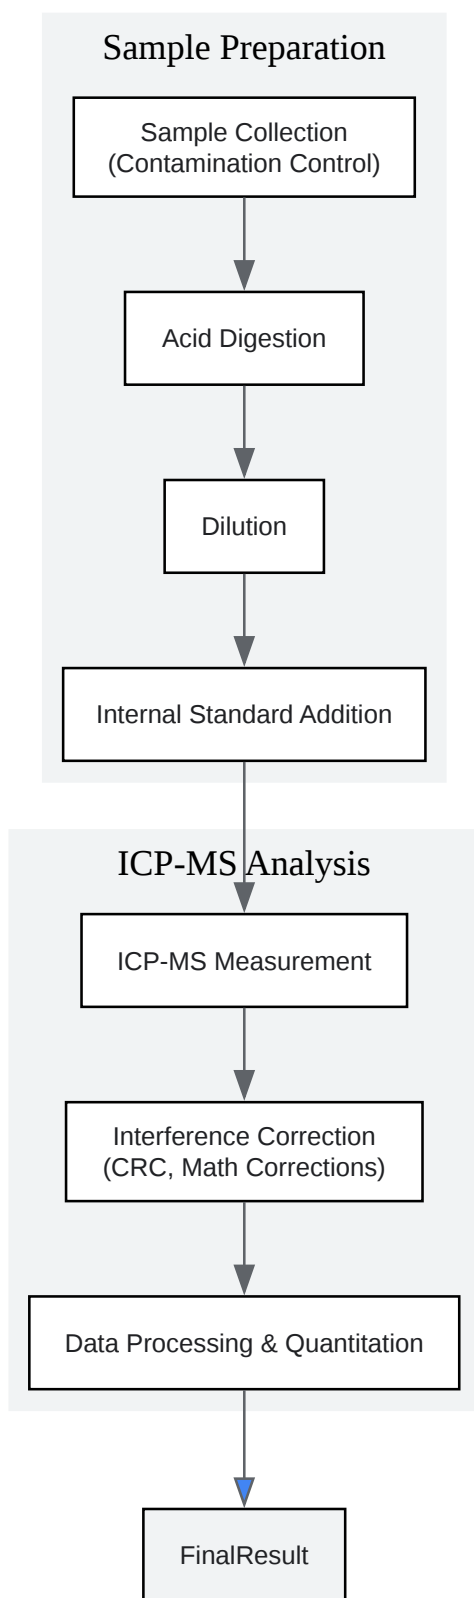 Sample Preparation
Sample Collection
(Contamination Control)
Acid Digestion
Dilution
Internal Standard Addition
ICP-MS Analysis
ICP-MS Measurement
Interference Correction
(CRC, Math Corrections)
Data Processing & Quantitation
FinalResult